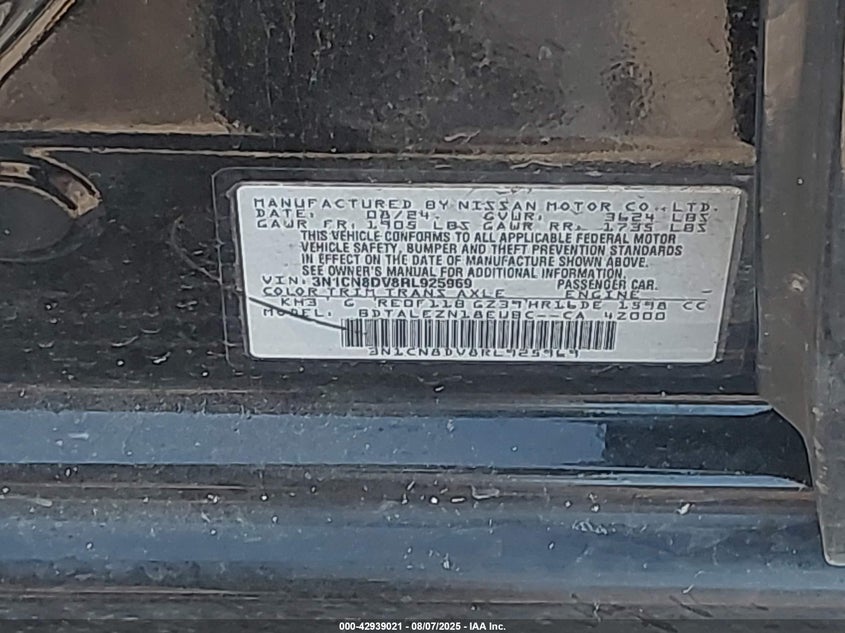 MANUFACTURED BY NISSAN MOTOR CO., LTD.
DATE: 08/24 GVWR: 3624 LBS
GAWR FR: 1905 LBS GAWR RR: 1735 LBS
THIS VEHICLE CONFORMS TO ALL APPLICABLE FEDERAL MOTOR
VEHICLE SAFETY, BUMPER AND THEFT PREVENTION STANDARDS
IN EFFECT ON THE DATE OF MANUFACTURE SHOWN ABOVE.
SEE OWNER'S MANUAL FOR ADDITIONAL INFORMATION.
VIN: 3N1CN8DV8RL925969 PASSENGER CAR.
COLOR TRIM TRANS AXLE ENGINE
KH3 G RE0F11B GZ39 HR16DE 1598 CC
MODEL: BDTALEZN18EUBC--CA 42000
3N1CN8DV8RL925969
000-42939021 - 08/07/2025 - IAA Inc.